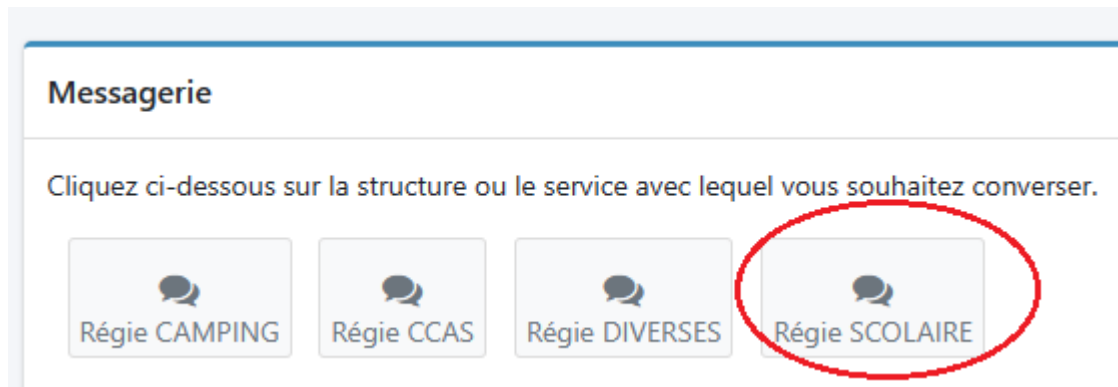 Messagerie
Cliquez ci-dessous sur la structure ou le service avec lequel vous souhaitez converser.
Régie CAMPING Régie CCAS Régie DIVERSES Régie SCOLAIRE